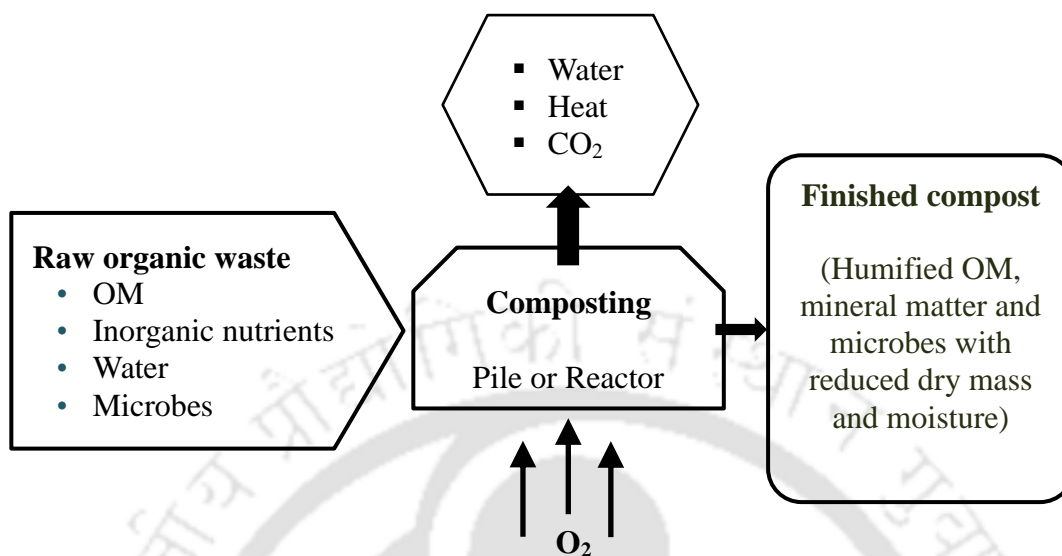 ▪ Water
▪ Heat
▪ CO₂
Raw organic waste
• OM
• Inorganic nutrients
• Water
• Microbes
Composting
Pile or Reactor
Finished compost
(Humified OM,
mineral matter and
microbes with
reduced dry mass
and moisture)
O₂